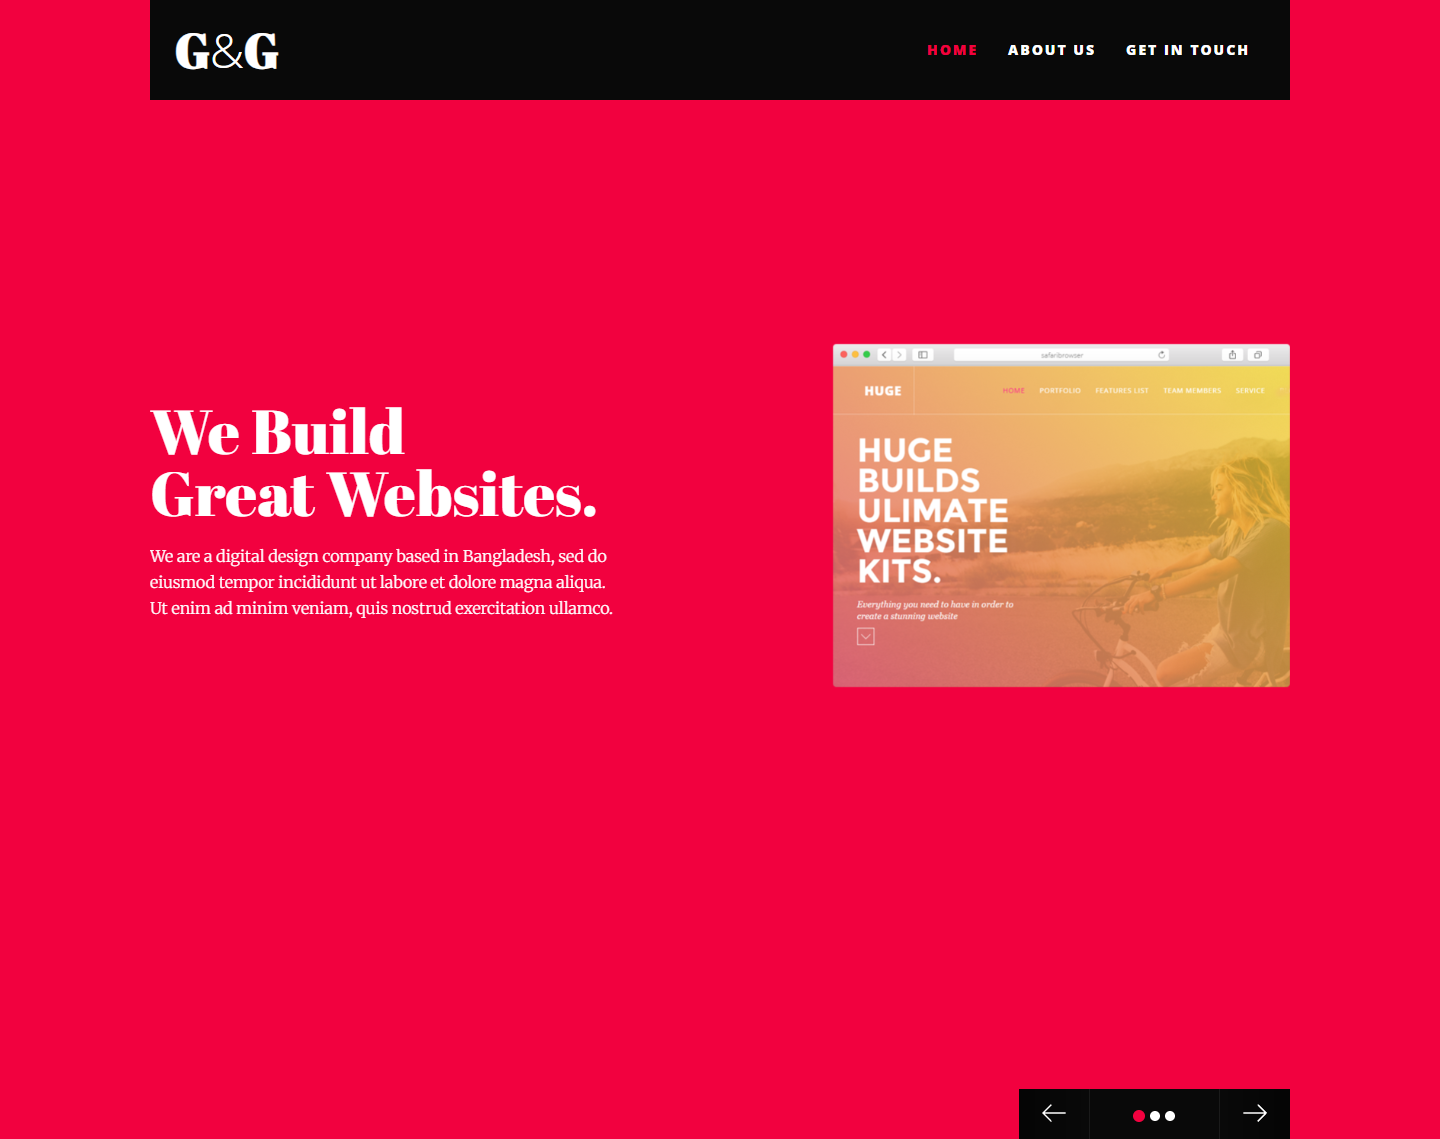 G&G
HOME ABOUT US GET IN TOUCH
We Build
Great Websites.
We are a digital design company based in Bangladesh, sed do
eiusmod tempor incididunt ut labore et dolore magna aliqua.
Ut enim ad minim veniam, quis nostrud exercitation ullamco.
safaribrowser
HUGE
HOME PORTFOLIO FEATURES LIST TEAM MEMBERS SERVICE
HUGE
BUILDS
ULIMATE
WEBSITE
KITS.
Everything you need to have in order to
create a stunning website